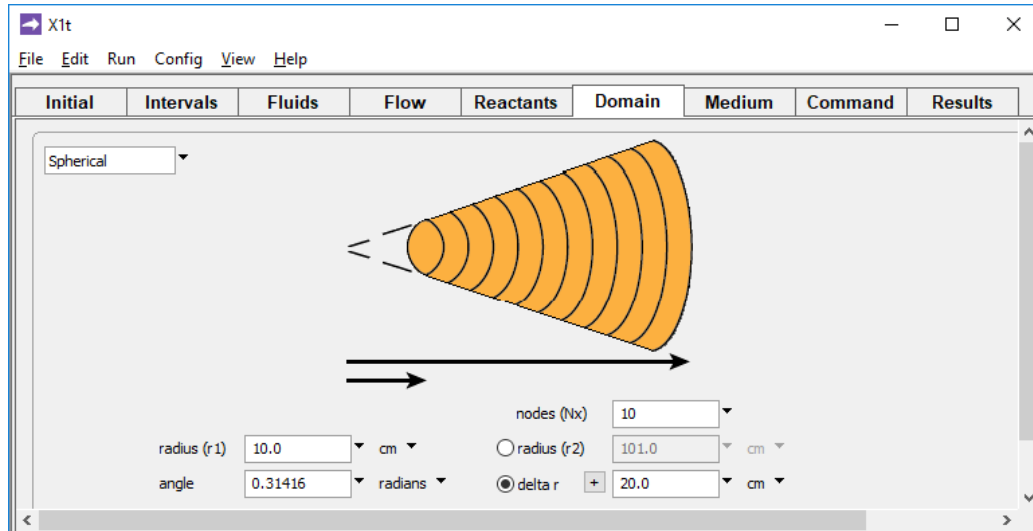 X1t
File Edit Run Config View Help
Initial Intervals Fluids Flow Reactants Domain Medium Command Results
Spherical
nodes (Nx) 10
radius (r1) 10.0 cm radius (r2) 101.0 cm
angle 0.31416 radians delta r + 20.0 cm